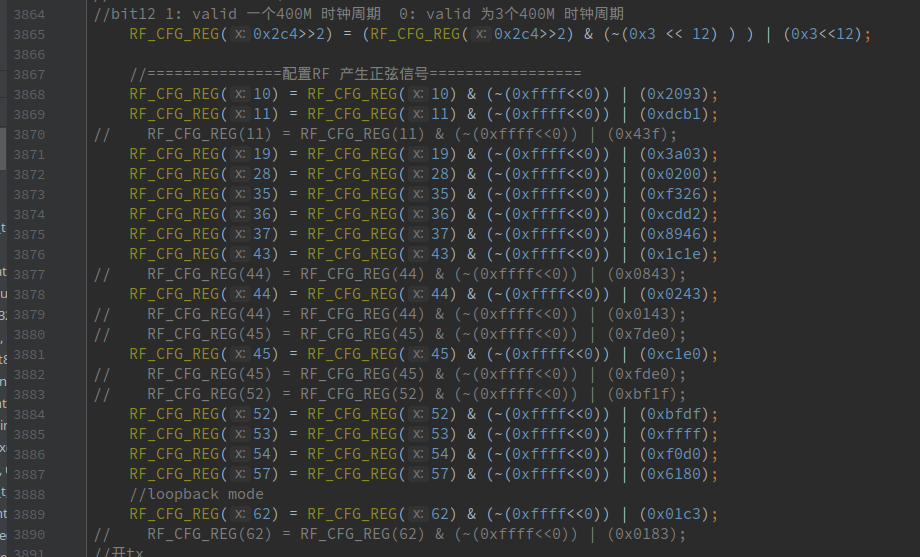 3864 //bit12 1: valid 一个400M 时钟周期  0: valid 为3个400M 时钟周期
3865 RF_CFG_REG( x: 0x2c4>>2) = (RF_CFG_REG( x: 0x2c4>>2) & (~(0x3 << 12) ) ) | (0x3<<12);
3866
3867 //===============配置RF 产生正弦信号=================
3868 RF_CFG_REG( x: 10) = RF_CFG_REG( x: 10) & (~(0xffff<<0)) | (0x2093);
3869 RF_CFG_REG( x: 11) = RF_CFG_REG( x: 11) & (~(0xffff<<0)) | (0xdcb1);
3870 // RF_CFG_REG(11) = RF_CFG_REG(11) & (~(0xffff<<0)) | (0x43f);
3871 RF_CFG_REG( x: 19) = RF_CFG_REG( x: 19) & (~(0xffff<<0)) | (0x3a03);
3872 RF_CFG_REG( x: 28) = RF_CFG_REG( x: 28) & (~(0xffff<<0)) | (0x0200);
3873 RF_CFG_REG( x: 35) = RF_CFG_REG( x: 35) & (~(0xffff<<0)) | (0xf326);
3874 RF_CFG_REG( x: 36) = RF_CFG_REG( x: 36) & (~(0xffff<<0)) | (0xcdd2);
3875 RF_CFG_REG( x: 37) = RF_CFG_REG( x: 37) & (~(0xffff<<0)) | (0x8946);
3876 RF_CFG_REG( x: 43) = RF_CFG_REG( x: 43) & (~(0xffff<<0)) | (0x1c1e);
3877 // RF_CFG_REG(44) = RF_CFG_REG(44) & (~(0xffff<<0)) | (0x0843);
3878 RF_CFG_REG( x: 44) = RF_CFG_REG( x: 44) & (~(0xffff<<0)) | (0x0243);
3879 // RF_CFG_REG(44) = RF_CFG_REG(44) & (~(0xffff<<0)) | (0x0143);
3880 // RF_CFG_REG(45) = RF_CFG_REG(45) & (~(0xffff<<0)) | (0x7de0);
3881 RF_CFG_REG( x: 45) = RF_CFG_REG( x: 45) & (~(0xffff<<0)) | (0xc1e0);
3882 // RF_CFG_REG(45) = RF_CFG_REG(45) & (~(0xffff<<0)) | (0xfde0);
3883 // RF_CFG_REG(52) = RF_CFG_REG(52) & (~(0xffff<<0)) | (0xbf1f);
3884 RF_CFG_REG( x: 52) = RF_CFG_REG( x: 52) & (~(0xffff<<0)) | (0xbfdf);
3885 RF_CFG_REG( x: 53) = RF_CFG_REG( x: 53) & (~(0xffff<<0)) | (0xffff);
3886 RF_CFG_REG( x: 54) = RF_CFG_REG( x: 54) & (~(0xffff<<0)) | (0xf0d0);
3887 RF_CFG_REG( x: 57) = RF_CFG_REG( x: 57) & (~(0xffff<<0)) | (0x6180);
3888 //loopback mode
3889 RF_CFG_REG( x: 62) = RF_CFG_REG( x: 62) & (~(0xffff<<0)) | (0x01c3);
3890 // RF_CFG_REG(62) = RF_CFG_REG(62) & (~(0xffff<<0)) | (0x0183);
3891 //开tx